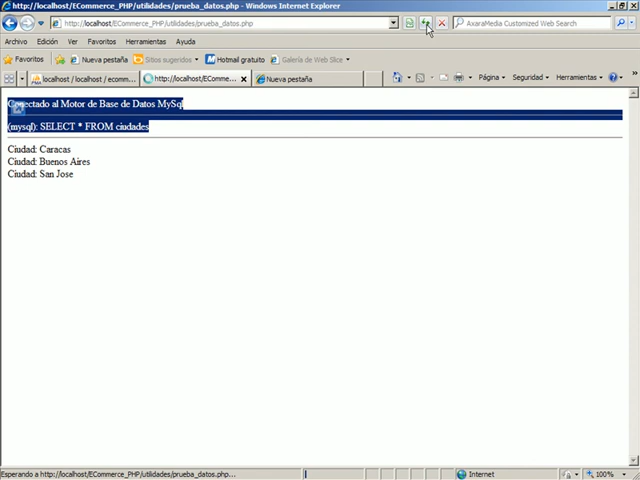 http://localhost/ECommerce_PHP/utilidades/prueba_datos.php - Windows Internet Explorer
http://localhost/ECommerce_PHP/utilidades/prueba_datos.php
AxaraMedia Customized Web Search
Archivo Edición Ver Favoritos Herramientas Ayuda
Favoritos Nueva pestaña Sitios sugeridos Hotmail gratuito Galería de Web Slice
localhost / localhost / ecomm... http://localhost/EComme... Nueva pestaña Página Seguridad Herramientas
Conectado al Motor de Base de Datos MySql
(mysql): SELECT * FROM ciudades
Ciudad: Caracas
Ciudad: Buenos Aires
Ciudad: San Jose
Esperando a http://localhost/ECommerce_PHP/utilidades/prueba_datos.php... Internet 100%